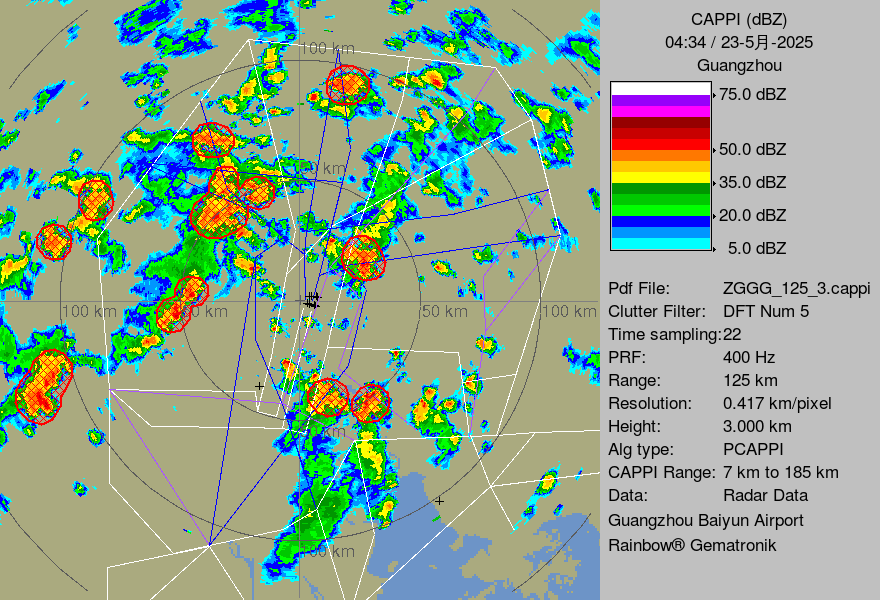 CAPPI (dBZ)
04:34 / 23-5月-2025
Guangzhou
75.0 dBZ
50.0 dBZ
35.0 dBZ
20.0 dBZ
5.0 dBZ
Pdf File: ZGGG_125_3.cappi
Clutter Filter: DFT Num 5
Time sampling:22
PRF: 400 Hz
Range: 125 km
Resolution: 0.417 km/pixel
Height: 3.000 km
Alg type: PCAPPI
CAPPI Range: 7 km to 185 km
Data: Radar Data
Guangzhou Baiyun Airport
Rainbow® Gematronik
100 km
50 km
100 km
0 km
50 km
100 km
0 km
100 km